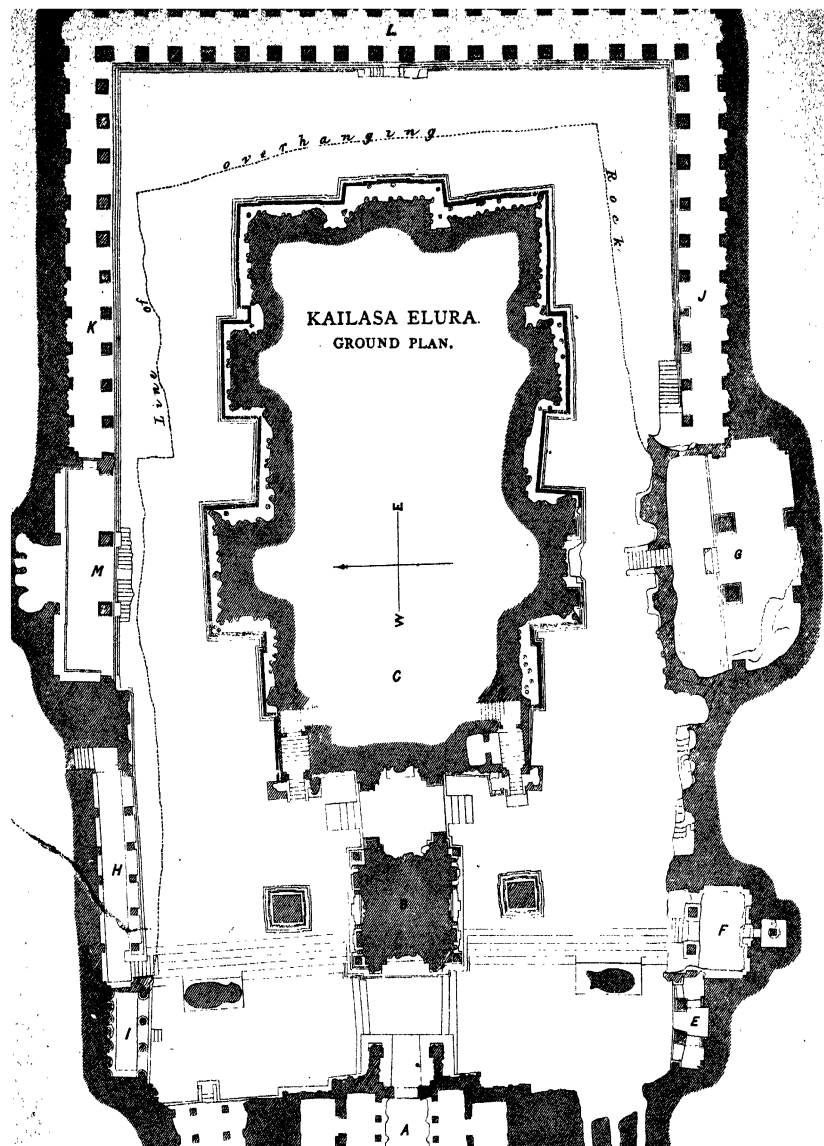 L
overhanging
Rock
KAILASA ELURA.
GROUND PLAN.
J
K
Line of
E
M
G
W
C
H
B
F
I
E
A